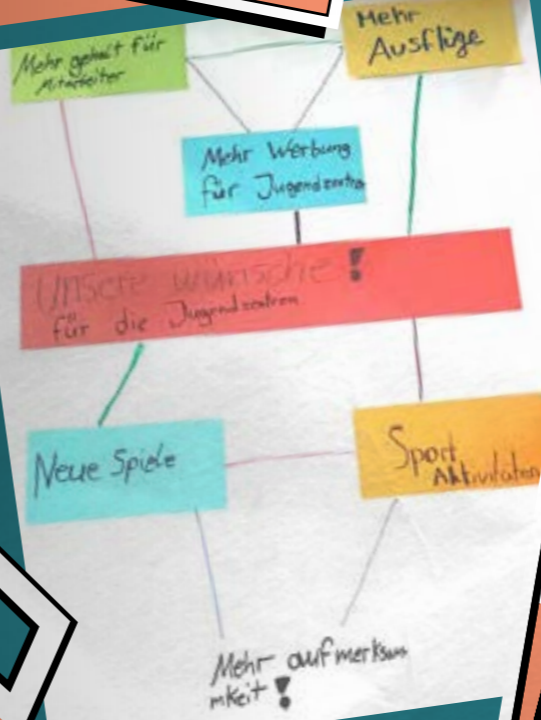 Mehr gehalt für
Mitarbeiter
Mehr
Ausflüge
Mehr Werbung
für Jugendzentren
Unsere wünsche!
für die Jugendzentren
Neue Spiele
Sport
Aktivitäten
Mehr aufmerksam
mkeit!